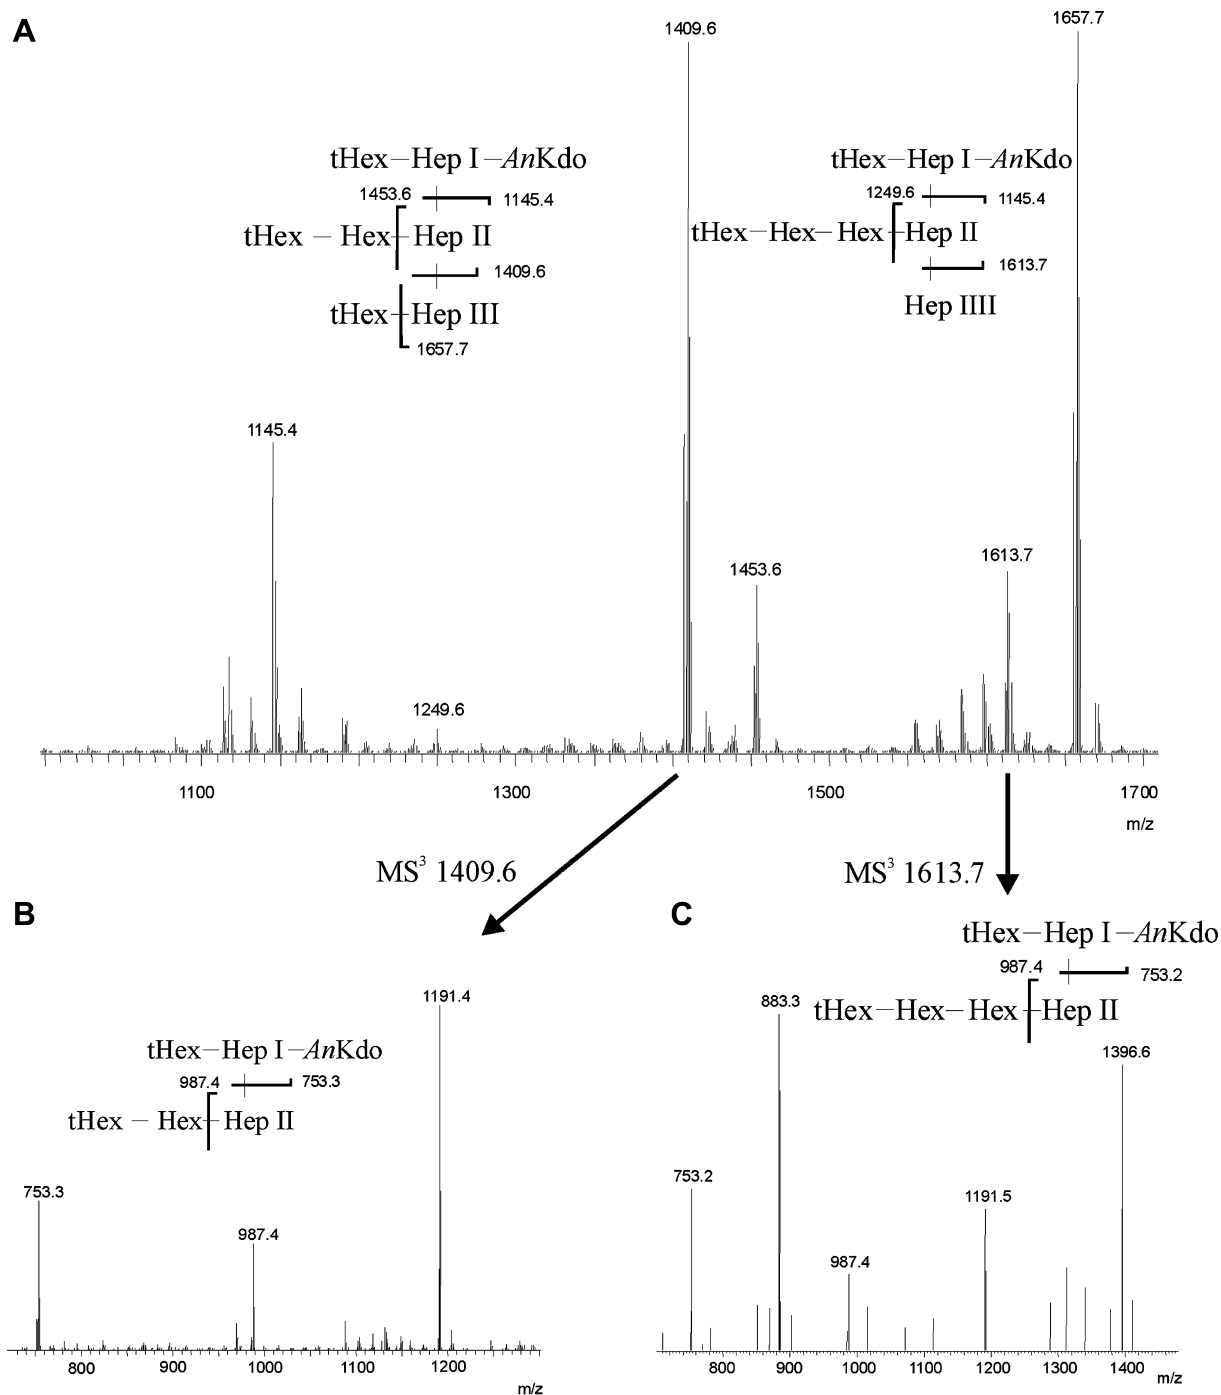 A
1409.6
1657.7
tHex–Hep I–AnKdo
1453.6
1145.4
tHex – Hex–Hep II
1409.6
tHex–Hep III
1657.7
tHex–Hep I–AnKdo
1249.6
1145.4
tHex–Hex–Hex–Hep II
1613.7
Hep IIII
1145.4
1249.6
1453.6
1613.7
1100 1300 1500 1700
m/z
MS³ 1409.6
MS³ 1613.7
B
1191.4
tHex–Hep I–AnKdo
987.4
753.3
tHex – Hex–Hep II
753.3
987.4
800 900 1000 1100 1200
m/z
C
tHex–Hep I–AnKdo
987.4
753.2
tHex–Hex–Hex–Hep II
883.3
1396.6
753.2
1191.5
987.4
800 900 1000 1100 1200 1300 1400
m/z